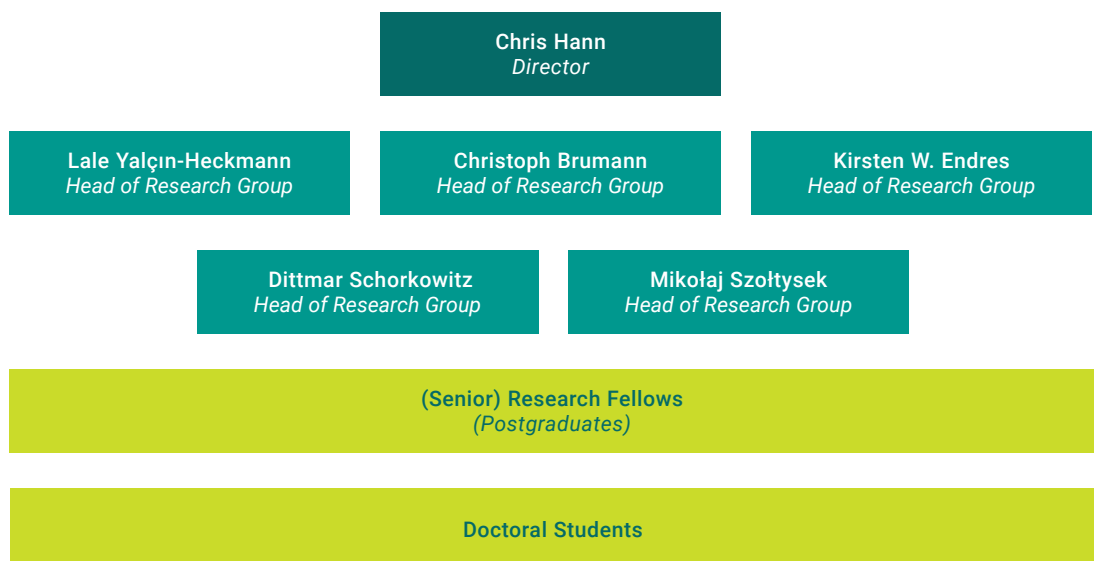 Chris Hann
Director
Lale Yalçın-Heckmann
Head of Research Group
Christoph Brumann
Head of Research Group
Kirsten W. Endres
Head of Research Group
Dittmar Schorkowitz
Head of Research Group
Mikołaj Szołtysek
Head of Research Group
(Senior) Research Fellows
(Postgraduates)
Doctoral Students